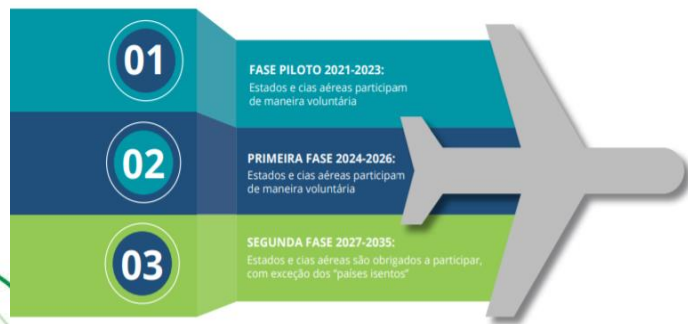 01
FASE PILOTO 2021-2023:
Estados e cias aéreas participam
de maneira voluntária
02
PRIMEIRA FASE 2024-2026:
Estados e cias aéreas participam
de maneira voluntária
03
SEGUNDA FASE 2027-2035:
Estados e cias aéreas são obrigados a participar,
com exceção dos "países isentos"